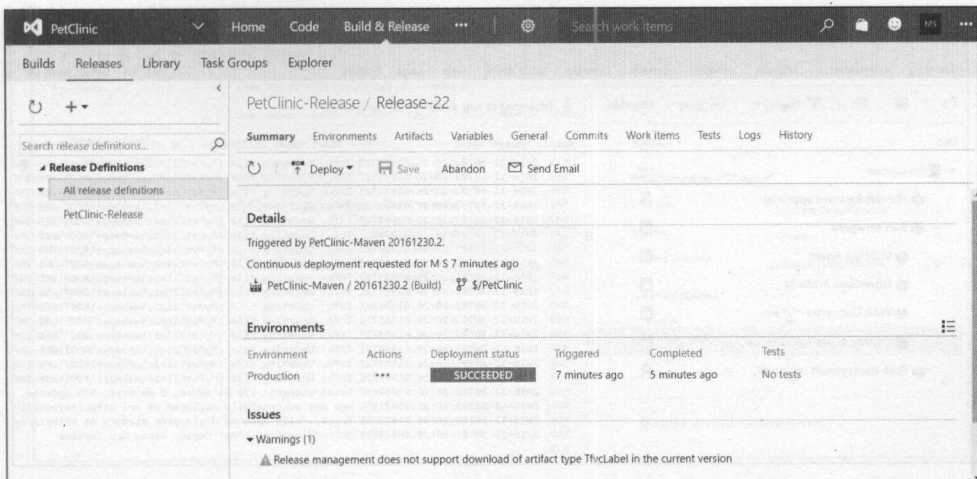 PetClinic Home Code Build & Release ••• Search work items MS •••
Builds Releases Library Task Groups Explorer
PetClinic-Release / Release-22
Summary Environments Artifacts Variables General Commits Work items Tests Logs History
Search release definitions..
Deploy Save Abandon Send Email
Release Definitions
All release definitions
PetClinic-Release
Details
Triggered by PetClinic-Maven 20161230.2.
Continuous deployment requested for M S 7 minutes ago
PetClinic-Maven / 20161230.2 (Build) $/PetClinic
Environments
Environment Actions Deployment status Triggered Completed Tests
Production ••• SUCCEEDED 7 minutes ago 5 minutes ago No tests
Issues
Warnings (1)
Release management does not support download of artifact type TfvcLabel in the current version